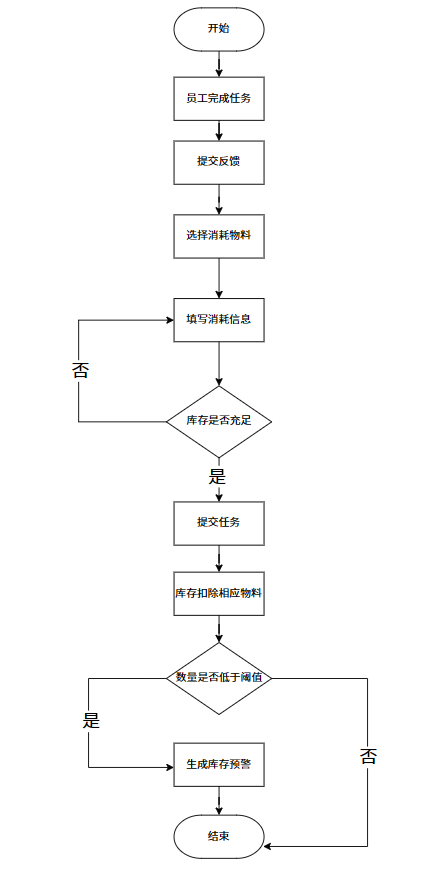 开始
员工完成任务
提交反馈
选择消耗物料
填写消耗信息
否
库存是否充足
是
提交任务
库存扣除相应物料
数量是否低于阈值
是
否
生成库存预警
结束